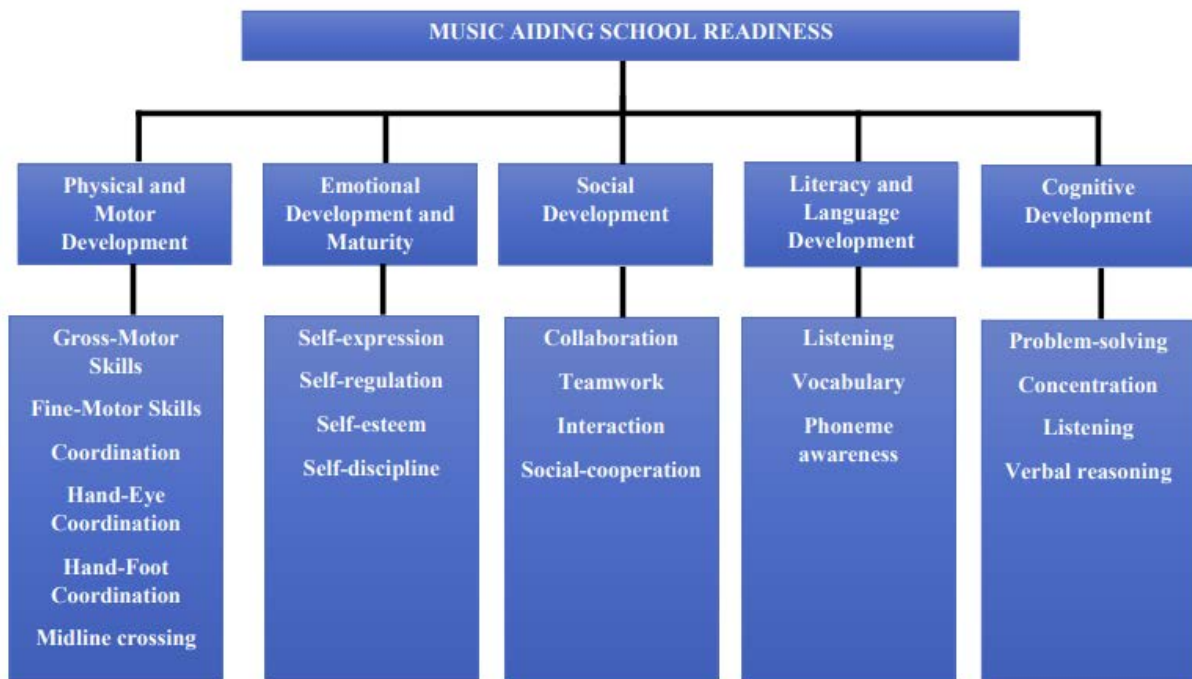 MUSIC AIDING SCHOOL READINESS
Physical and
Motor
Development
Emotional
Development and
Maturity
Social
Development
Literacy and
Language
Development
Cognitive
Development
Gross-Motor
Skills
Fine-Motor Skills
Coordination
Hand-Eye
Coordination
Hand-Foot
Coordination
Midline crossing
Self-expression
Self-regulation
Self-esteem
Self-discipline
Collaboration
Teamwork
Interaction
Social-cooperation
Listening
Vocabulary
Phoneme
awareness
Problem-solving
Concentration
Listening
Verbal reasoning